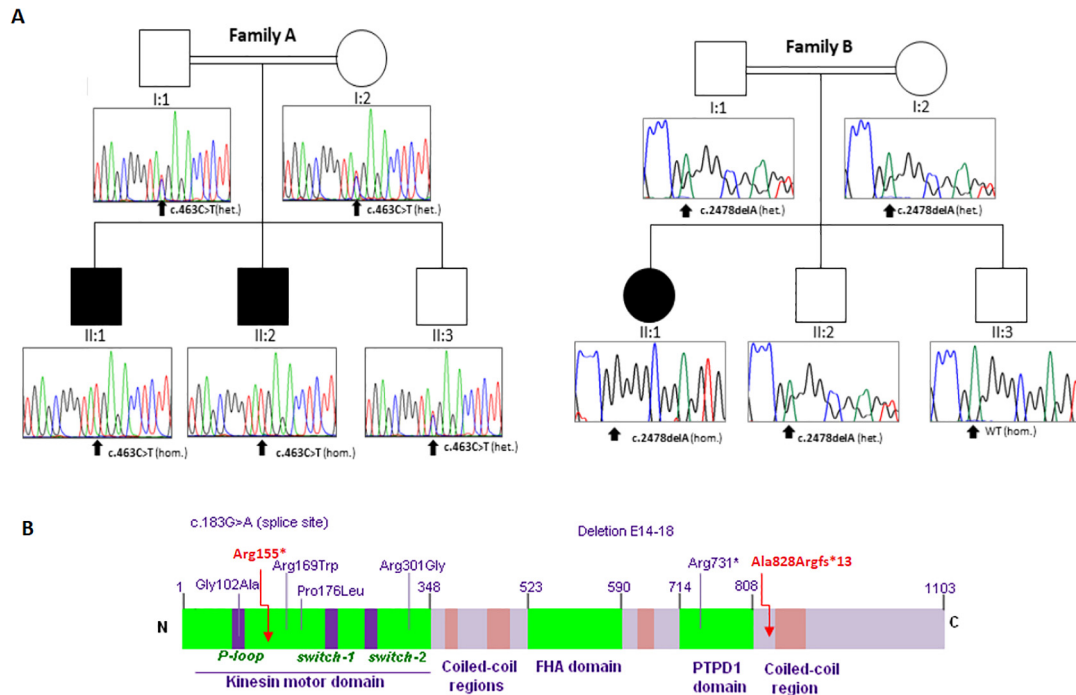 A
Family A
Family B
I:1
I:2
I:1
I:2
c.463C>T(het.)
c.463C>T(het.)
c.2478delA(het.)
c.2478delA(het.)
II:1
II:2
II:3
II:1
II:2
II:3
c.463C>T(hom.)
c.463C>T(hom.)
c.463C>T(het.)
c.2478delA(hom.)
c.2478delA(het.)
WT(hom.)
B
c.183G>A (splice site)
Deletion E14-18
Arg155*
Arg169Trp
Arg301Gly
Arg731*
Ala828Argfs*13
1
Gly102Ala
Pro176Leu
348
523
590
714
808
1103
N
C
P-loop
switch-1
switch-2
Kinesin motor domain
Coiled-coil
regions
FHA domain
PTPD1
domain
Coiled-coil
region